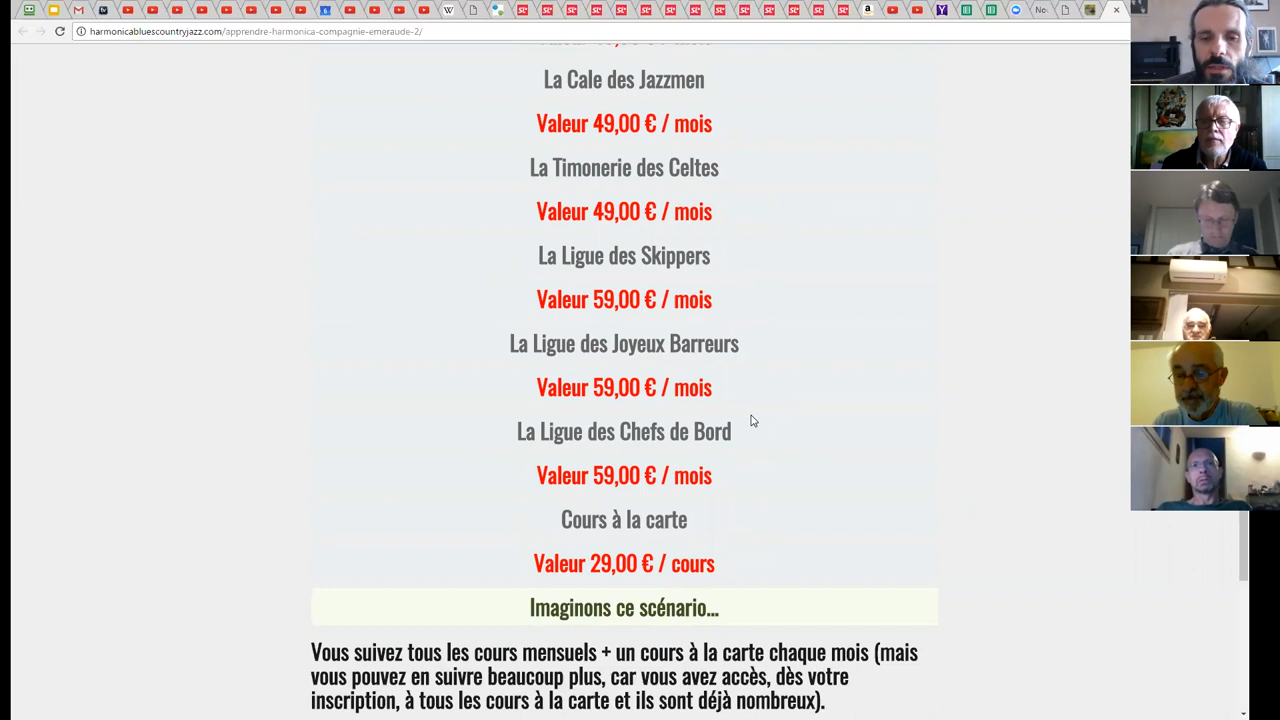 No
harmonicabluescountryjazz.com/apprendre-harmonica-compagnie-emeraude-2/
La Cale des Jazzmen
Valeur 49,00 € / mois
La Timonerie des Celtes
Valeur 49,00 € / mois
La Ligue des Skippers
Valeur 59,00 € / mois
La Ligue des Joyeux Barreurs
Valeur 59,00 € / mois
La Ligue des Chefs de Bord
Valeur 59,00 € / mois
Cours à la carte
Valeur 29,00 € / cours
Imaginons ce scénario...
Vous suivez tous les cours mensuels + un cours à la carte chaque mois (mais
vous pouvez en suivre beaucoup plus, car vous avez accès, dès votre
inscription, à tous les cours à la carte et ils sont déjà nombreux).